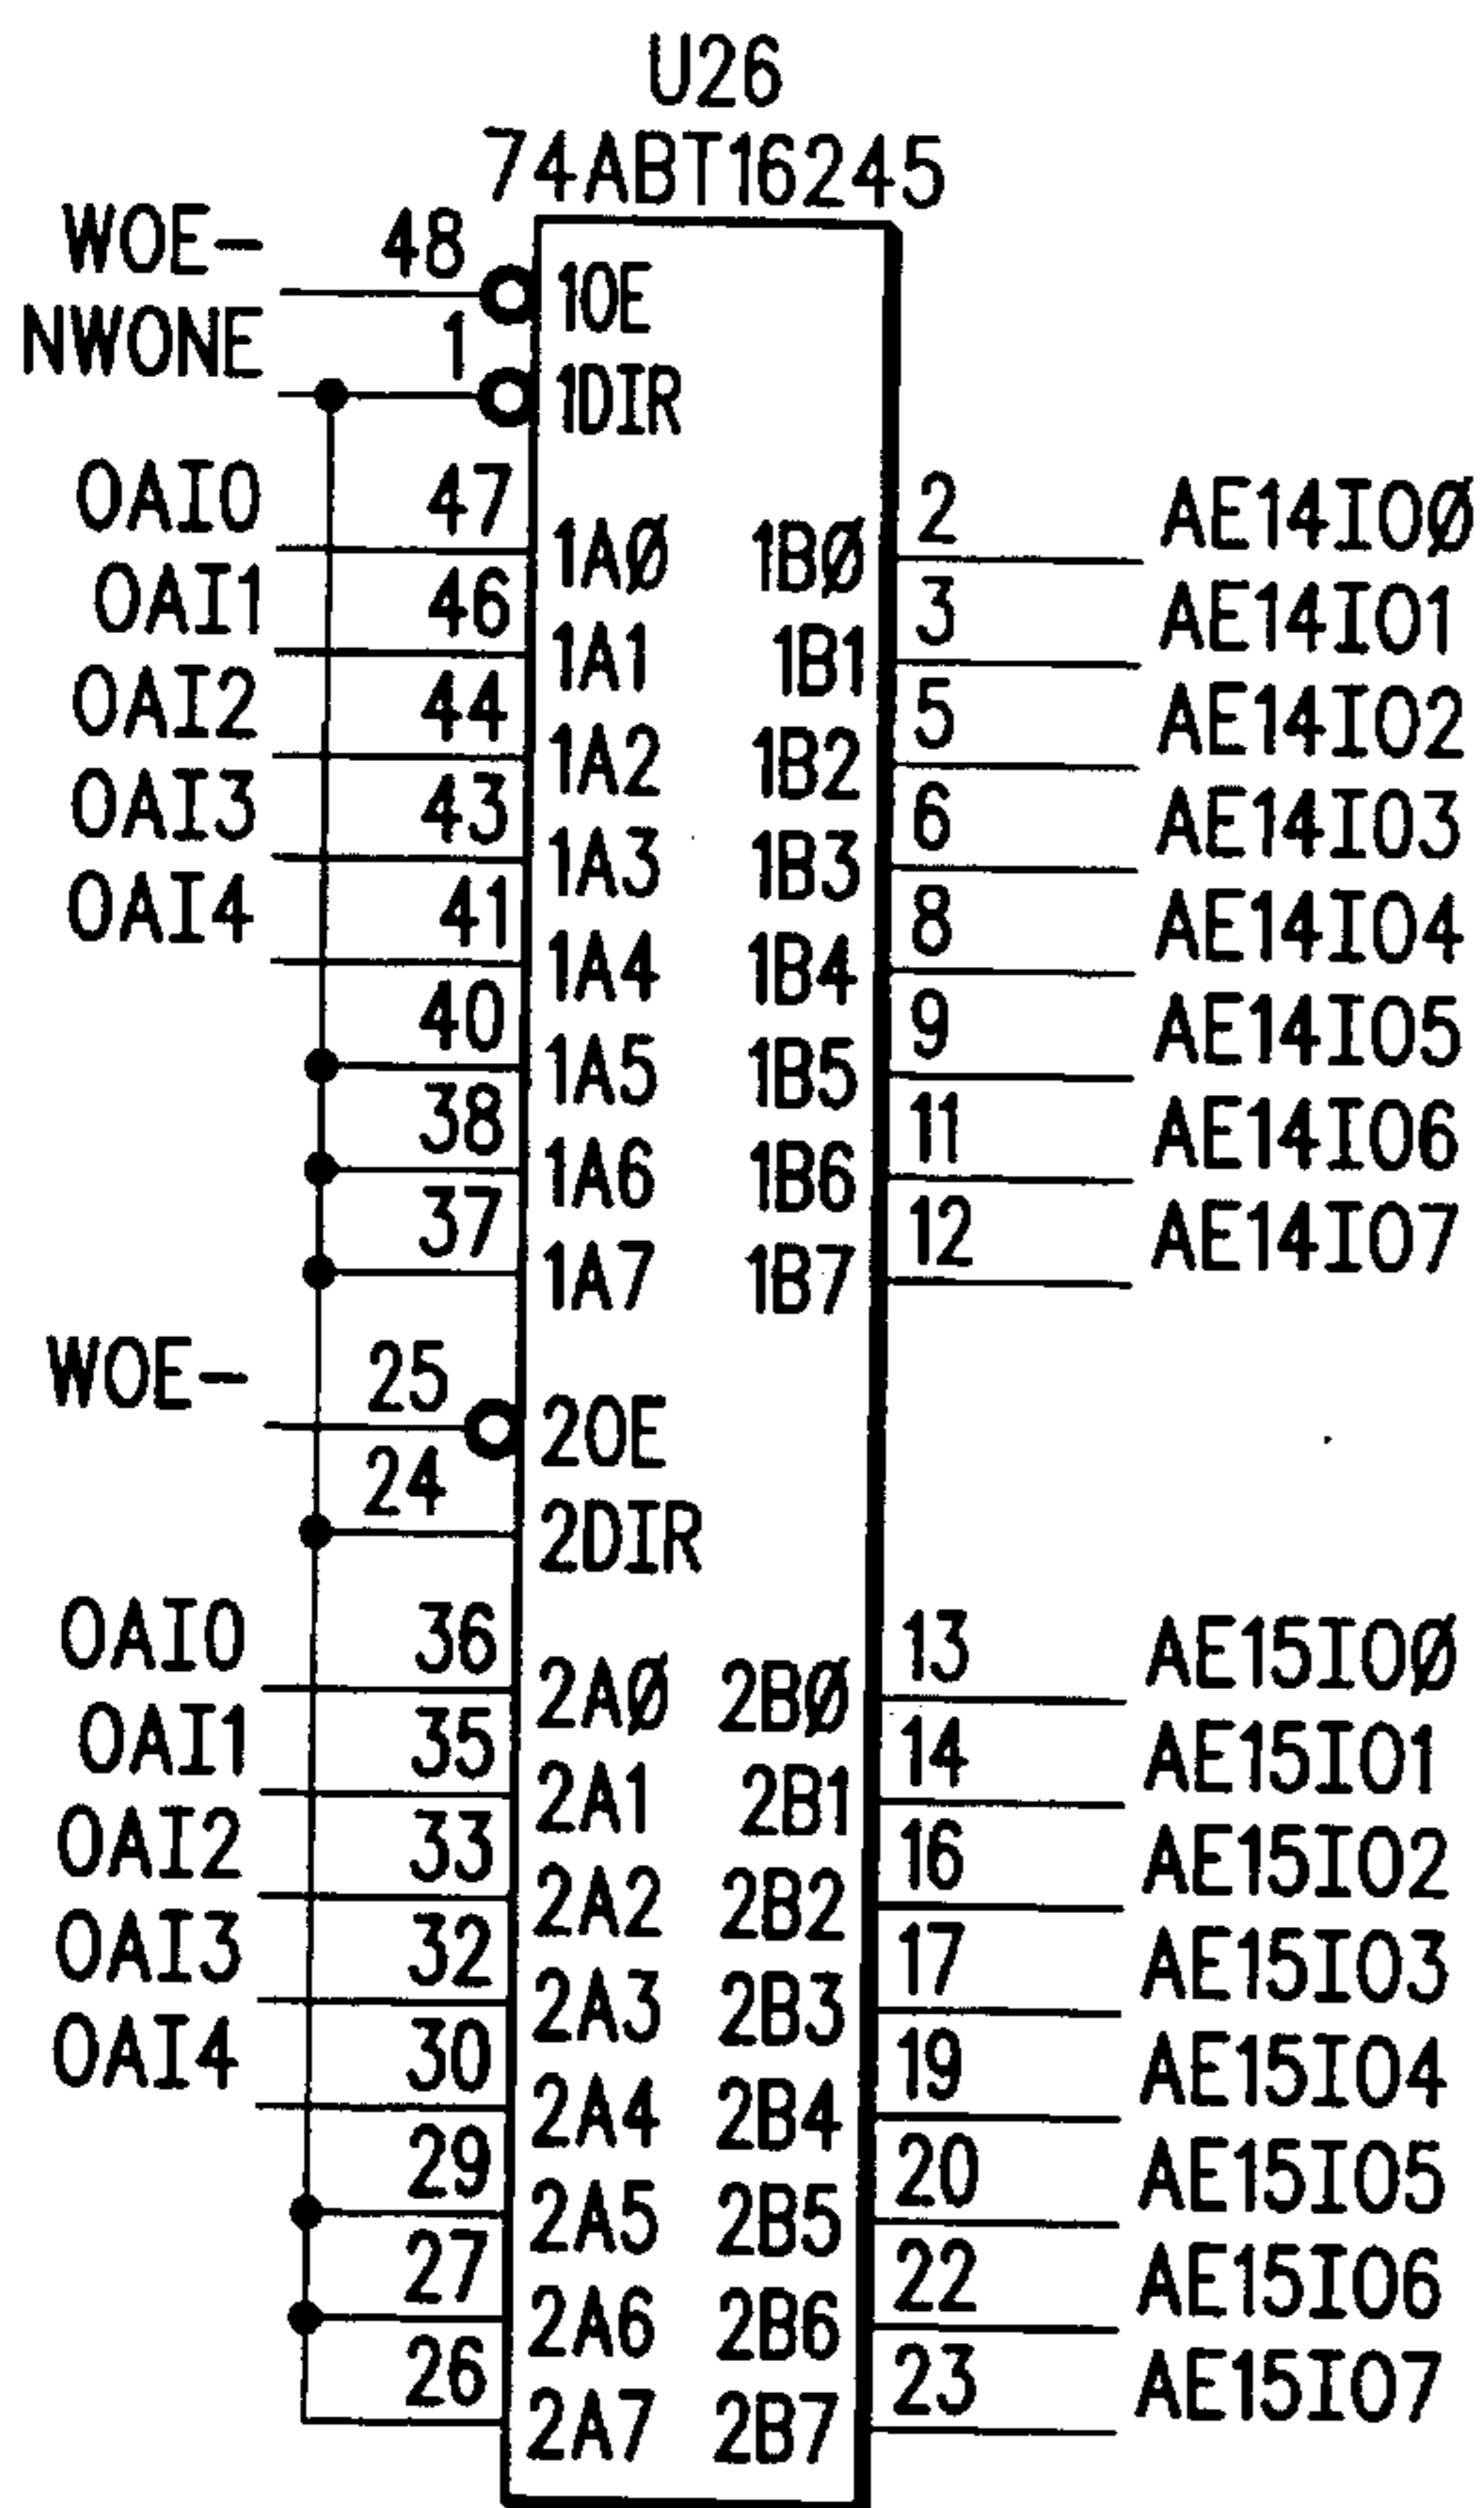 U26
74ABT16245
WOE- 48 1OE
NWONE 1 1DIR
OAI0 47 1AØ 1BØ 2 AE14IOØ
OAI1 46 1A1 1B1 3 AE14IO1
OAI2 44 1A2 1B2 5 AE14IO2
OAI3 43 1A3 1B3 6 AE14IO3
OAI4 41 1A4 1B4 8 AE14IO4
40 1A5 1B5 9 AE14IO5
38 1A6 1B6 11 AE14IO6
37 1A7 1B7 12 AE14IO7
WOE- 25 2OE
24 2DIR
OAI0 36 2AØ 2BØ 13 AE15IOØ
OAI1 35 2A1 2B1 14 AE15IO1
OAI2 33 2A2 2B2 16 AE15IO2
OAI3 32 2A3 2B3 17 AE15IO3
OAI4 30 2A4 2B4 19 AE15IO4
29 2A5 2B5 20 AE15IO5
27 2A6 2B6 22 AE15IO6
26 2A7 2B7 23 AE15IO7